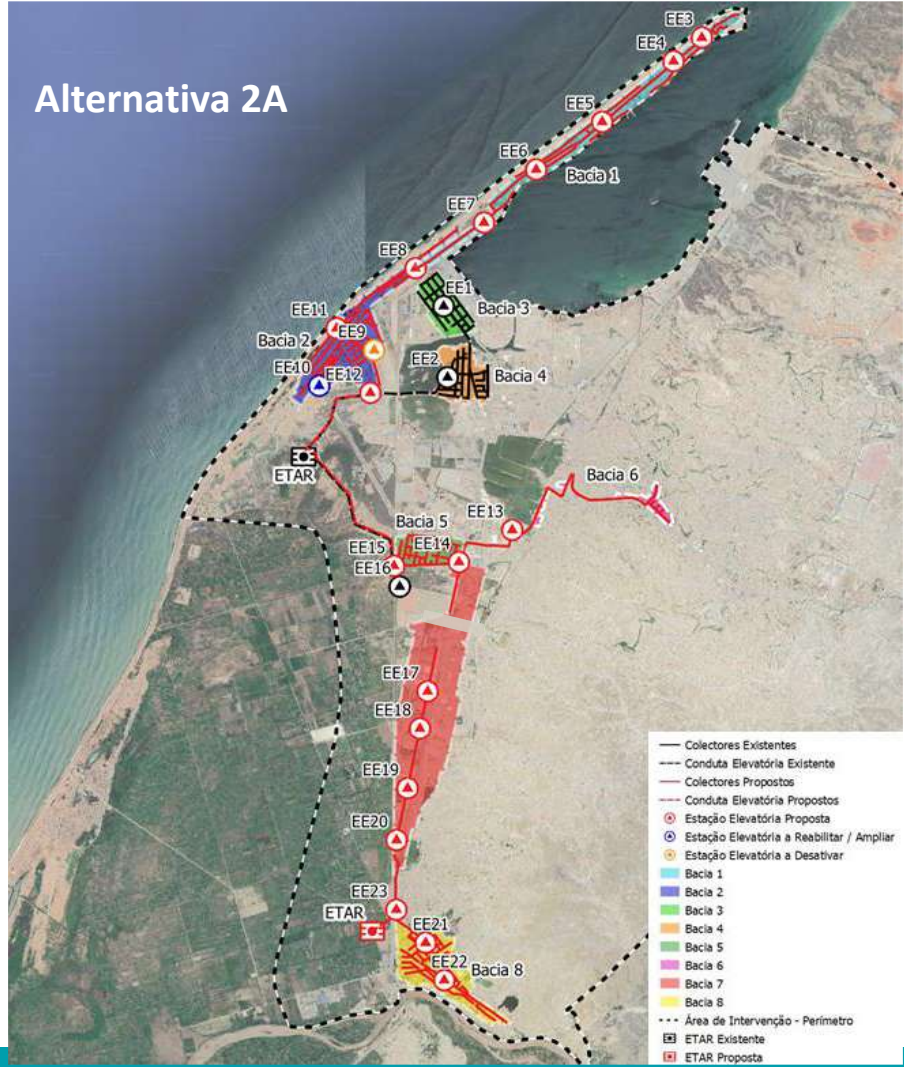 Alternativa 2A
EE3
EE4
EE5
EE6
Bacia 1
EE7
EE8
EE1
Bacia 3
EE11
Bacia 2
EE9
EE10
EE12
EE2
Bacia 4
ETAR
Bacia 6
EE13
Bacia 5
EE15
EE14
EE16
EE17
EE18
EE19
EE20
EE23
ETAR
EE21
EE22
Bacia 8
Colectores Existentes
Conduta Elevatória Existente
Colectores Propostos
Conduta Elevatória Propostos
Estação Elevatória Proposta
Estação Elevatória a Reabilitar / Ampliar
Estação Elevatória a Desativar
Bacia 1
Bacia 2
Bacia 3
Bacia 4
Bacia 5
Bacia 6
Bacia 7
Bacia 8
Área de Intervenção - Perímetro
ETAR Existente
ETAR Proposta